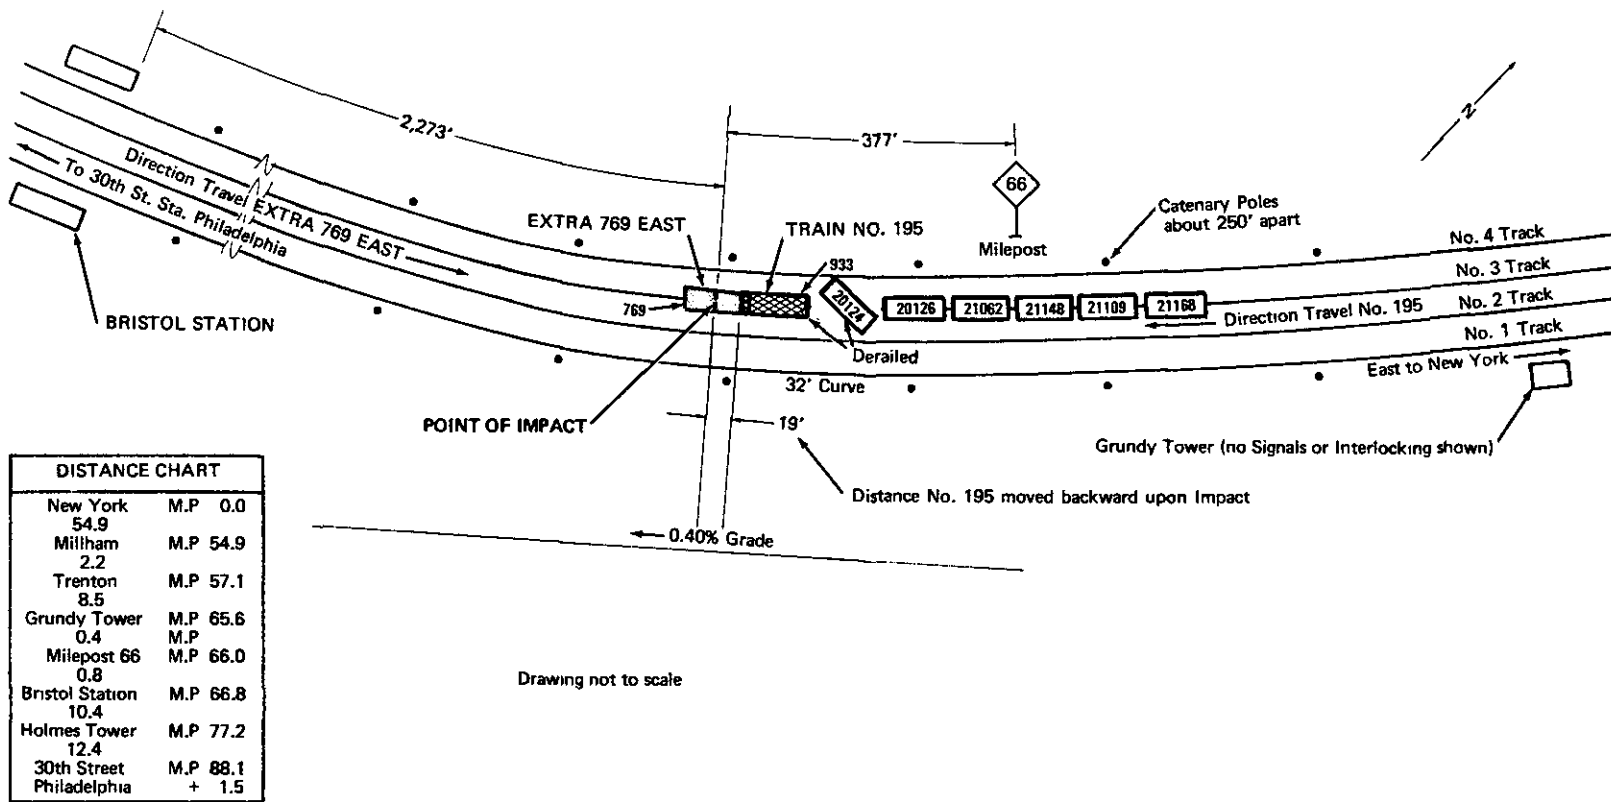 2,273'
377'
N
66
Milepost
Catenary Poles
about 250' apart
No. 4 Track
No. 3 Track
No. 2 Track
No. 1 Track
Direction Travel EXTRA 769 EAST
To 30th St. Sta. Philadelphia
EXTRA 769 EAST
TRAIN NO. 195
933
769
20124
20126
21062
21148
21109
21168
Direction Travel No. 195
Derailed
East to New York
BRISTOL STATION
32' Curve
POINT OF IMPACT
19'
Grundy Tower (no Signals or Interlocking shown)
Distance No. 195 moved backward upon Impact
0.40% Grade
Drawing not to scale
DISTANCE CHART
New York M.P 0.0
54.9
Millham M.P 54.9
2.2
Trenton M.P 57.1
8.5
Grundy Tower M.P 65.6
0.4 M.P
Milepost 66 M.P 66.0
0.8
Bristol Station M.P 66.8
10.4
Holmes Tower M.P 77.2
12.4
30th Street M.P 88.1
Philadelphia + 1.5